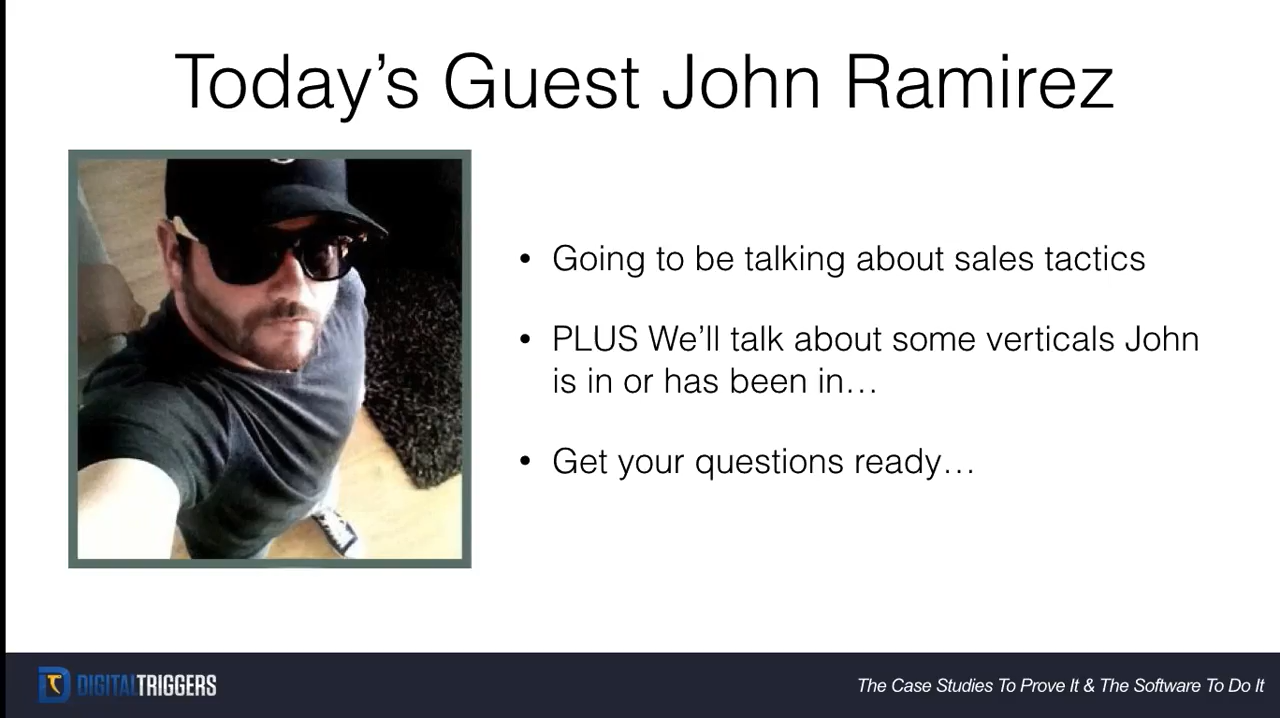 Today’s Guest John Ramirez
• Going to be talking about sales tactics
• PLUS We’ll talk about some verticals John
is in or has been in…
• Get your questions ready…
DIGITALTRIGGERS
The Case Studies To Prove It & The Software To Do It